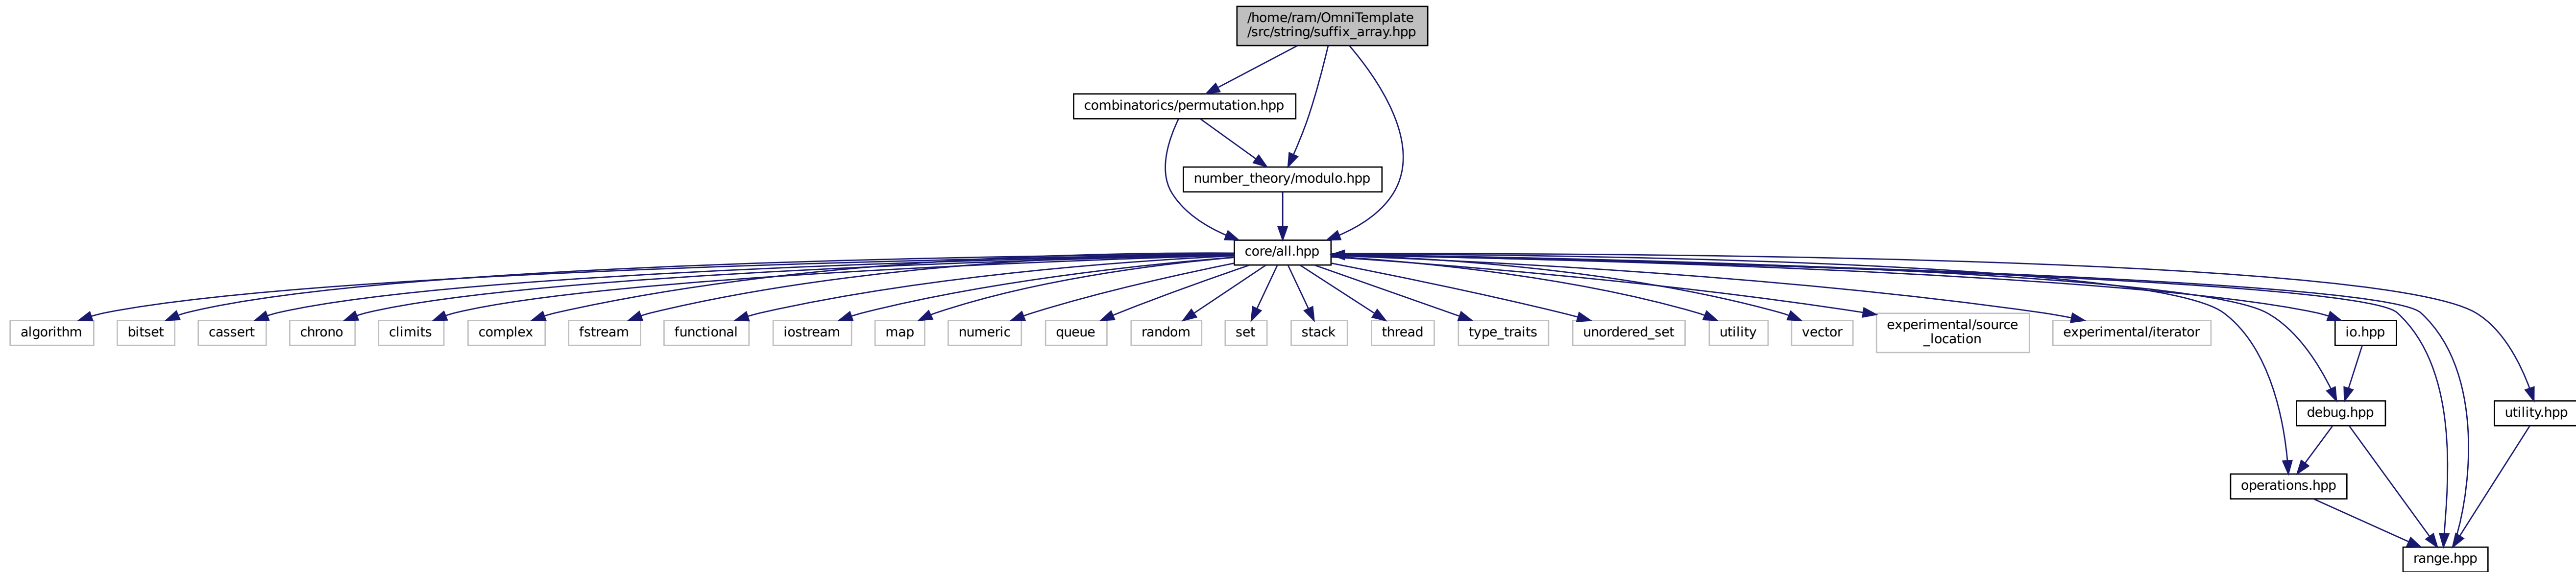 /home/ram/OmniTemplate
/src/string/suffix_array.hpp
combinatorics/permutation.hpp
number_theory/modulo.hpp
core/all.hpp
algorithm
bitset
cassert
chrono
climits
complex
fstream
functional
iostream
map
numeric
queue
random
set
stack
thread
type_traits
unordered_set
utility
vector
experimental/source
_location
experimental/iterator
io.hpp
debug.hpp
utility.hpp
operations.hpp
range.hpp